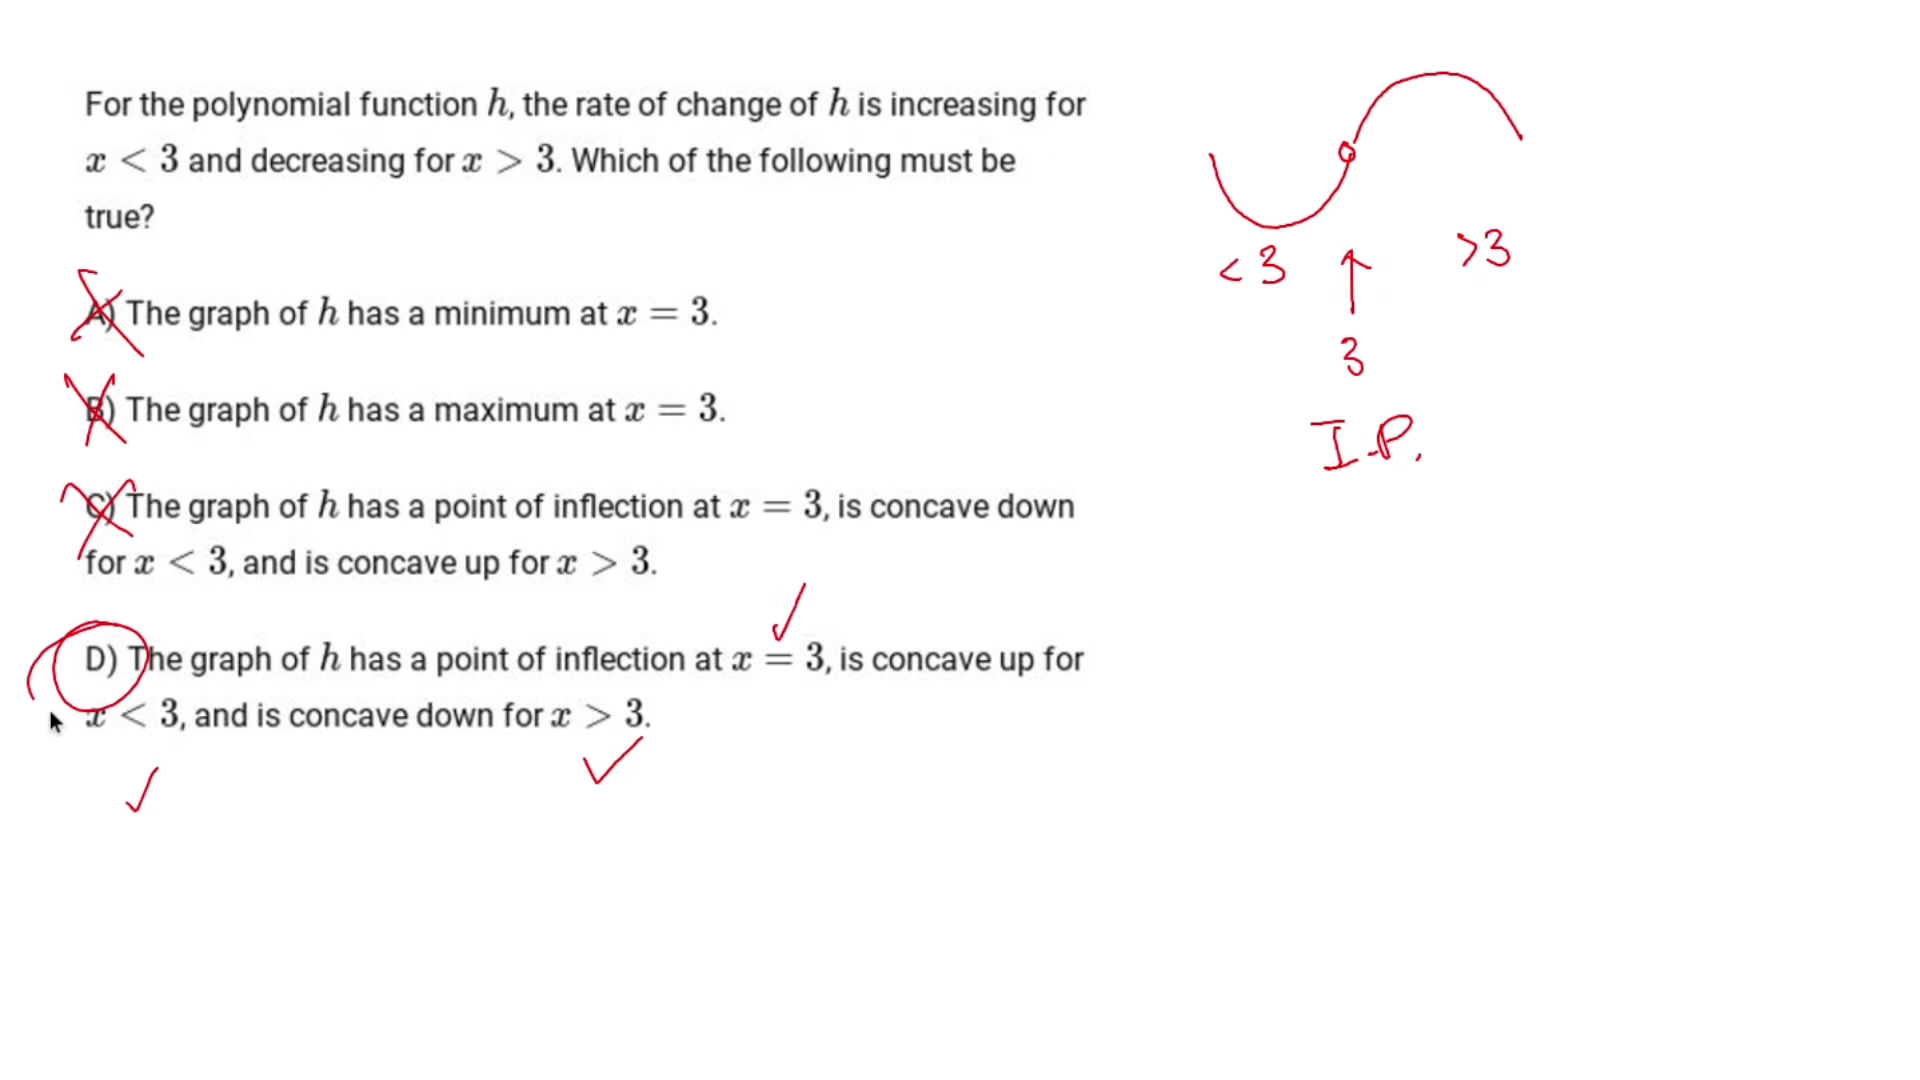 For the polynomial function h, the rate of change of h is increasing for
x < 3 and decreasing for x > 3. Which of the following must be
true?
A) The graph of h has a minimum at x = 3.
B) The graph of h has a maximum at x = 3.
C) The graph of h has a point of inflection at x = 3, is concave down
for x < 3, and is concave up for x > 3.
D) The graph of h has a point of inflection at x = 3, is concave up for
x < 3, and is concave down for x > 3.
< 3
>3
3
I.P.